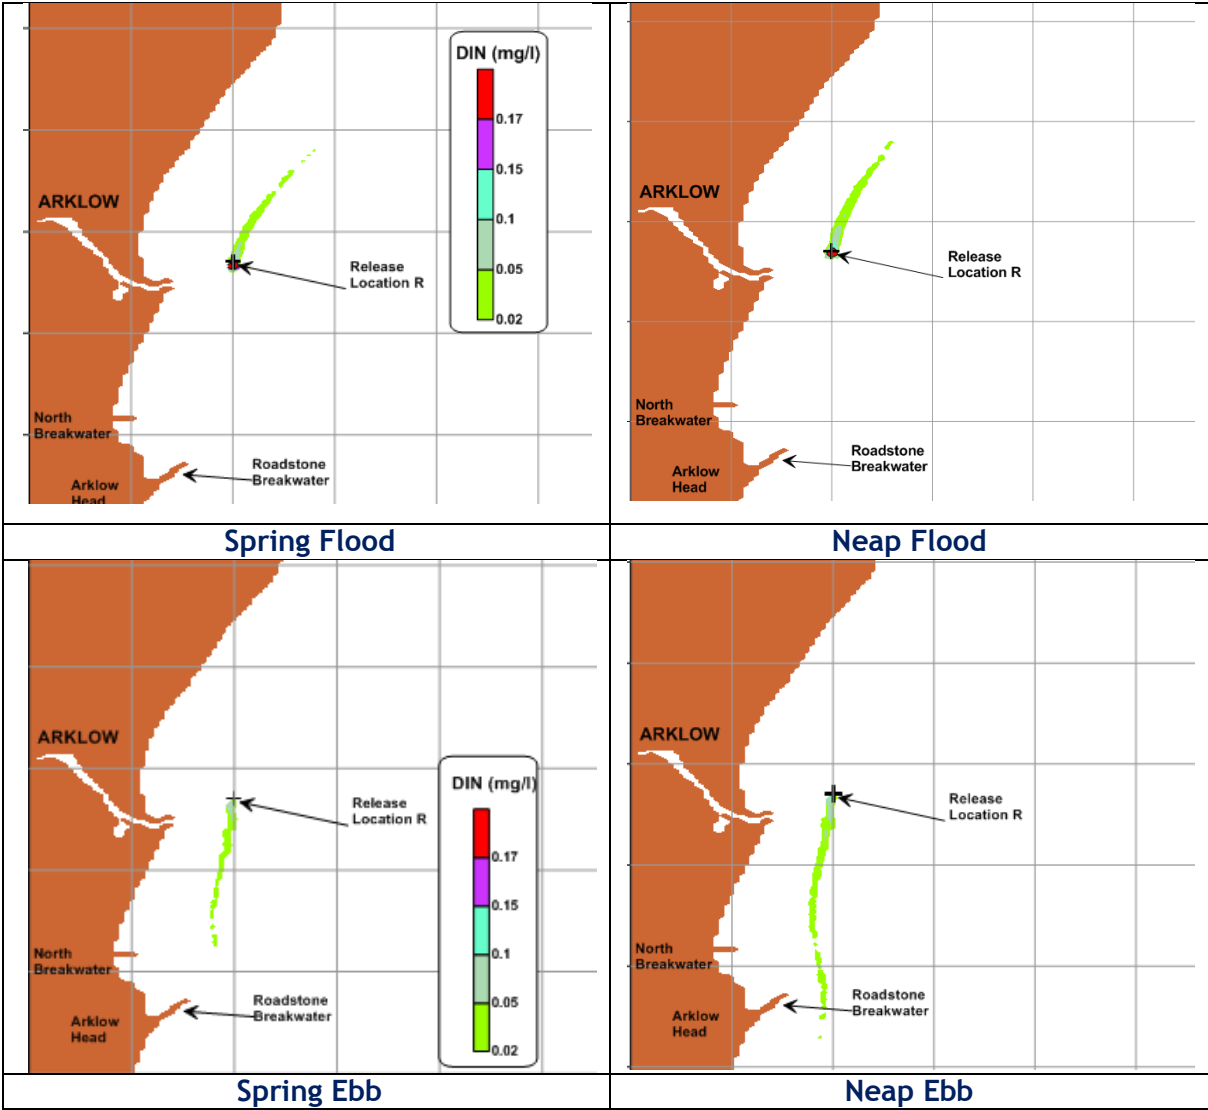 DIN (mg/l)
0.17
0.15
0.1
0.05
0.02
ARKLOW
Release
Location R
North
Breakwater
Roadstone
Breakwater
Arklow
Head
Spring Flood
ARKLOW
Release
Location R
North
Breakwater
Roadstone
Breakwater
Arklow
Head
Neap Flood
ARKLOW
DIN (mg/l)
0.17
0.15
0.1
0.05
0.02
Release
Location R
North
Breakwater
Roadstone
Breakwater
Arklow
Head
Spring Ebb
ARKLOW
Release
Location R
North
Breakwater
Roadstone
Breakwater
Arklow
Head
Neap Ebb